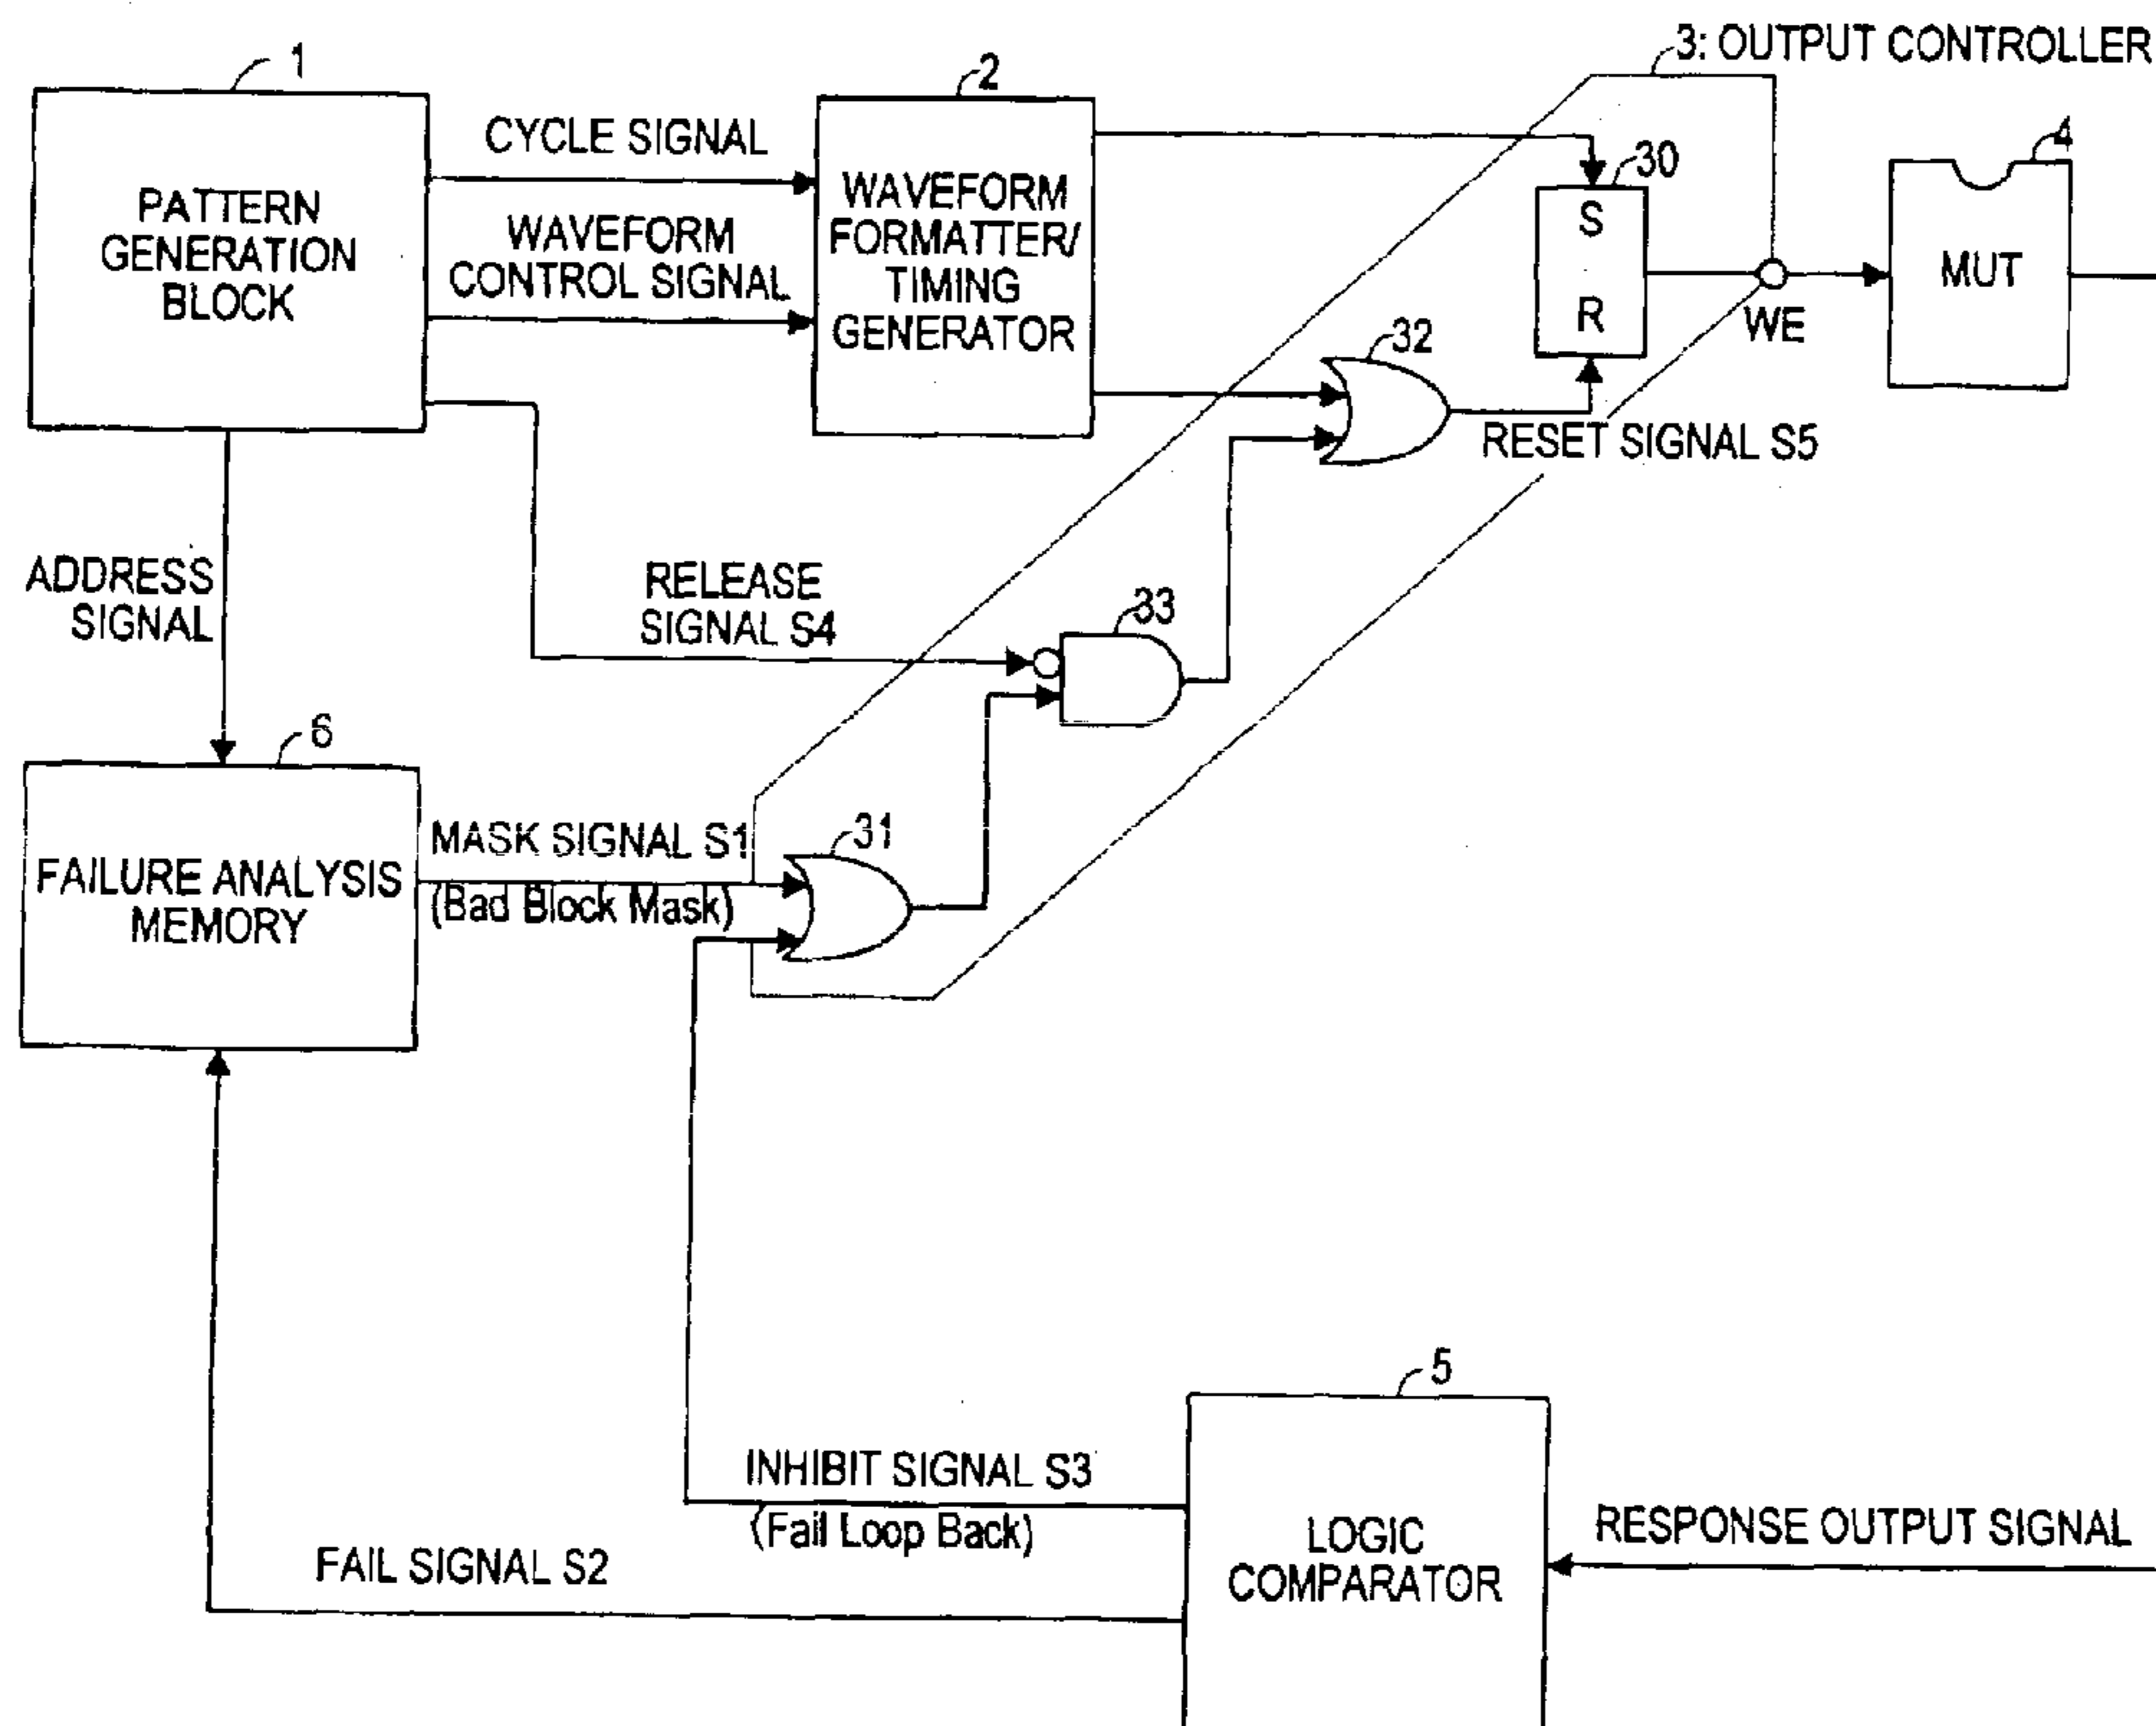 3: OUTPUT CONTROLLER
1
2
CYCLE SIGNAL
PATTERN
GENERATION
BLOCK
WAVEFORM
CONTROL SIGNAL
WAVEFORM
FORMATTER/
TIMING
GENERATOR
30
S
R
4
MUT
WE
32
RESET SIGNAL S5
ADDRESS
SIGNAL
RELEASE
SIGNAL S4
33
6
FAILURE ANALYSIS
MEMORY
MASK SIGNAL S1
(Bad Block Mask)
31
5
INHIBIT SIGNAL S3
(Fail Loop Back)
LOGIC
COMPARATOR
RESPONSE OUTPUT SIGNAL
FAIL SIGNAL S2